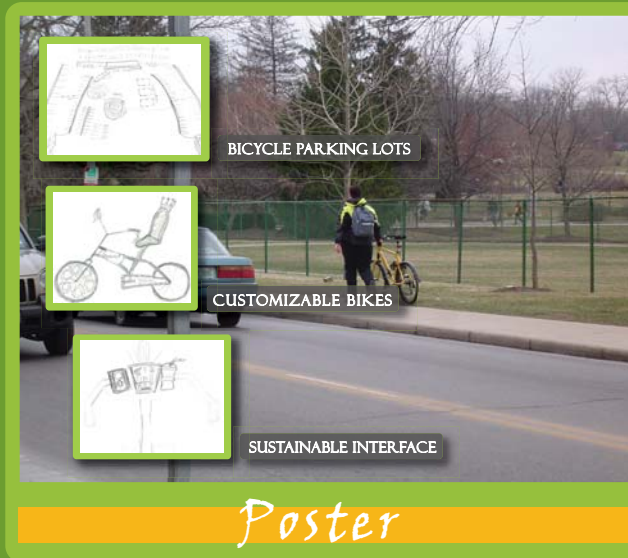 BICYCLE PARKING LOTS
CUSTOMIZABLE BIKES
SUSTAINABLE INTERFACE
Poster